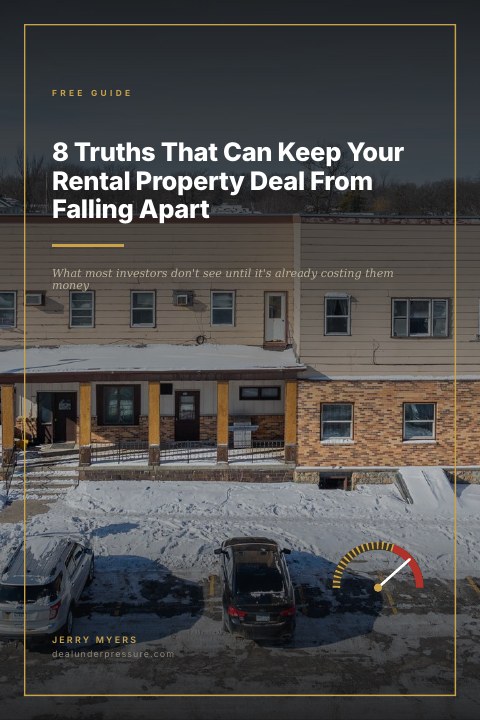 FREE GUIDE
8 Truths That Can Keep Your
Rental Property Deal From
Falling Apart
What most investors don't see until it's already costing them
money
JERRY MYERS
dealunderpressure.com